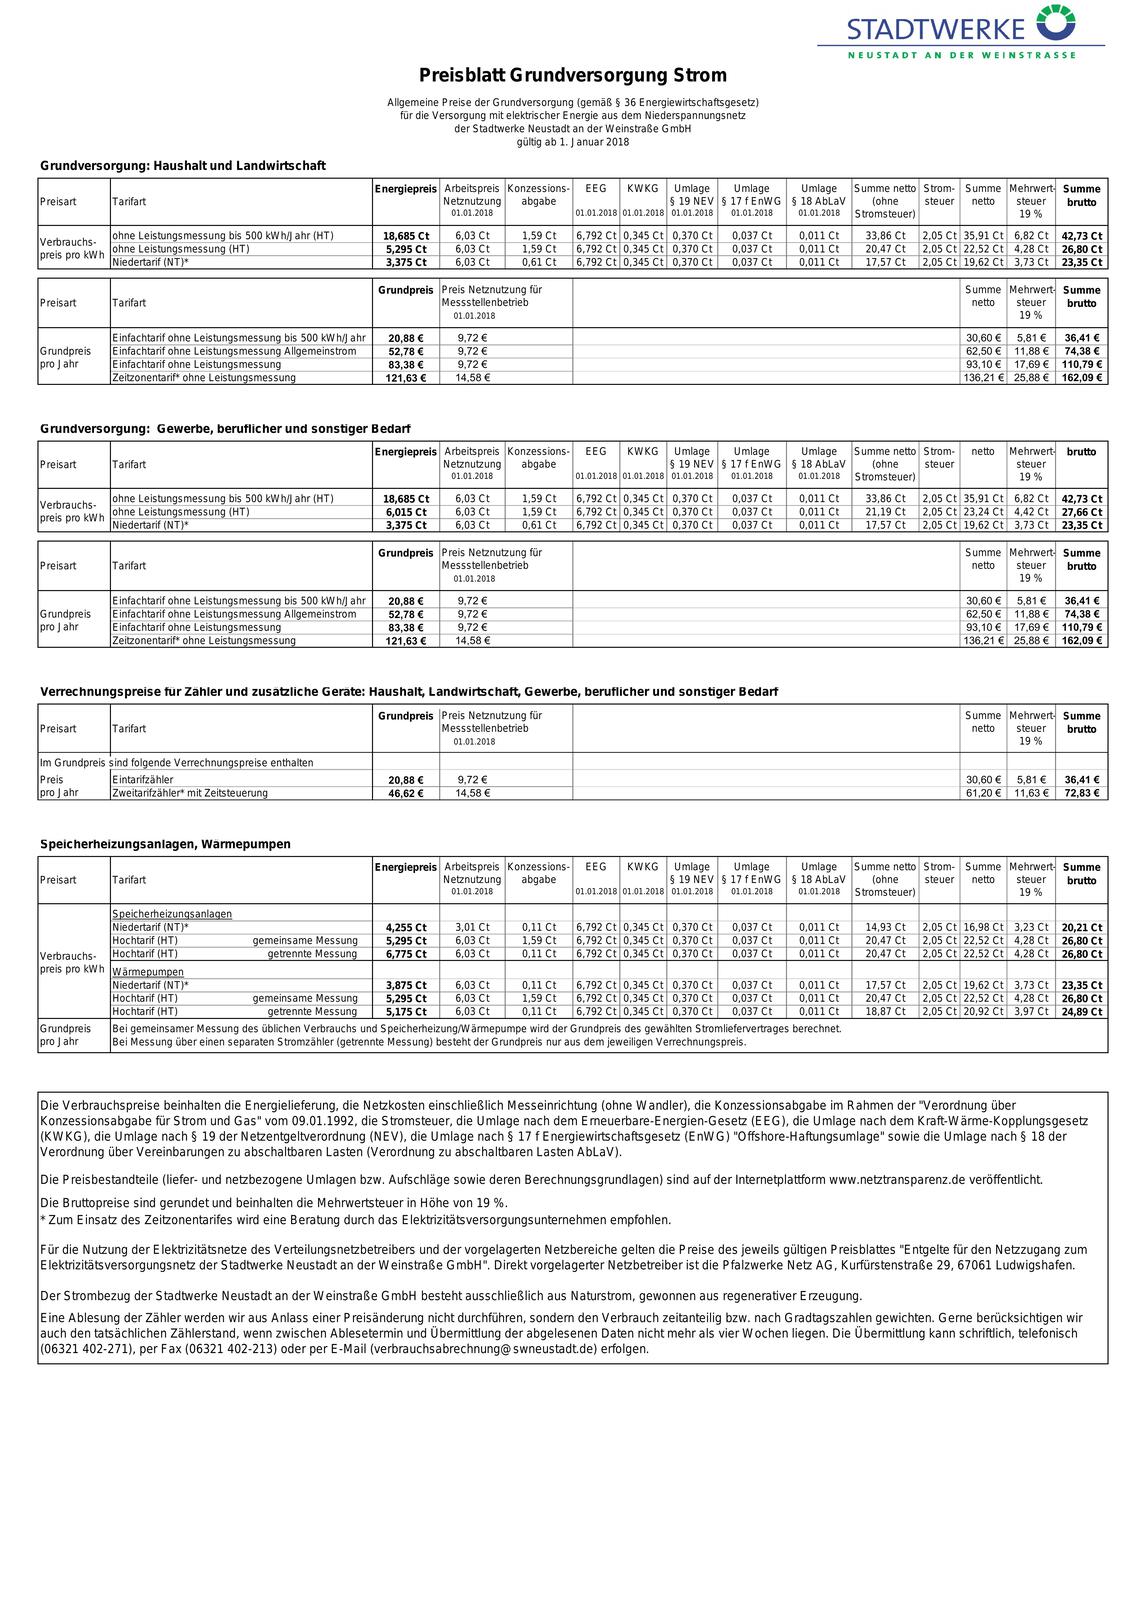 STADTWERKE
NEUSTADT AN DER WEINSTRASSE
Preisblatt Grundversorgung Strom
Allgemeine Preise der Grundversorgung (gemäß § 36 Energiewirtschaftsgesetz)
für die Versorgung mit elektrischer Energie aus dem Niederspannungsnetz
der Stadtwerke Neustadt an der Weinstraße GmbH
gültig ab 1. Januar 2018
Grundversorgung: Haushalt und Landwirtschaft
Energiepreis Arbeitspreis Konzessions- EEG KWKG Umlage Umlage Umlage Summe netto Strom- Summe Mehrwert- Summe
Preisart Tarifart Netznutzung abgabe § 19 NEV § 17 f EnWG § 18 AbLaV (ohne steuer netto steuer brutto
01.01.2018 01.01.2018 01.01.2018 01.01.2018 01.01.2018 01.01.2018 Stromsteuer) 19 %
Verbrauchs- ohne Leistungsmessung bis 500 kWh/Jahr (HT) 18,685 Ct 6,03 Ct 1,59 Ct 6,792 Ct 0,345 Ct 0,370 Ct 0,037 Ct 0,011 Ct 33,86 Ct 2,05 Ct 35,91 Ct 6,82 Ct 42,73 Ct
preis pro kWh ohne Leistungsmessung (HT) 5,295 Ct 6,03 Ct 1,59 Ct 6,792 Ct 0,345 Ct 0,370 Ct 0,037 Ct 0,011 Ct 20,47 Ct 2,05 Ct 22,52 Ct 4,28 Ct 26,80 Ct
Niedertarif (NT)* 3,375 Ct 6,03 Ct 0,61 Ct 6,792 Ct 0,345 Ct 0,370 Ct 0,037 Ct 0,011 Ct 17,57 Ct 2,05 Ct 19,62 Ct 3,73 Ct 23,35 Ct
Grundpreis Preis Netznutzung für Summe Mehrwert- Summe
Preisart Tarifart Messstellenbetrieb netto steuer brutto
01.01.2018 19 %
Einfachtarif ohne Leistungsmessung bis 500 kWh/Jahr 20,88 € 9,72 € 30,60 € 5,81 € 36,41 €
Grundpreis Einfachtarif ohne Leistungsmessung Allgemeinstrom 52,78 € 9,72 € 62,50 € 11,88 € 74,38 €
pro Jahr Einfachtarif ohne Leistungsmessung 83,38 € 9,72 € 93,10 € 17,69 € 110,79 €
Zeitzonentarif* ohne Leistungsmessung 121,63 € 14,58 € 136,21 € 25,88 € 162,09 €
Grundversorgung: Gewerbe, beruflicher und sonstiger Bedarf
Energiepreis Arbeitspreis Konzessions- EEG KWKG Umlage Umlage Umlage Summe netto Strom- netto Mehrwert- brutto
Preisart Tarifart Netznutzung abgabe § 19 NEV § 17 f EnWG § 18 AbLaV (ohne steuer steuer
01.01.2018 01.01.2018 01.01.2018 01.01.2018 01.01.2018 01.01.2018 Stromsteuer) 19 %
Verbrauchs- ohne Leistungsmessung bis 500 kWh/Jahr (HT) 18,685 Ct 6,03 Ct 1,59 Ct 6,792 Ct 0,345 Ct 0,370 Ct 0,037 Ct 0,011 Ct 33,86 Ct 2,05 Ct 35,91 Ct 6,82 Ct 42,73 Ct
preis pro kWh ohne Leistungsmessung (HT) 6,015 Ct 6,03 Ct 1,59 Ct 6,792 Ct 0,345 Ct 0,370 Ct 0,037 Ct 0,011 Ct 21,19 Ct 2,05 Ct 23,24 Ct 4,42 Ct 27,66 Ct
Niedertarif (NT)* 3,375 Ct 6,03 Ct 0,61 Ct 6,792 Ct 0,345 Ct 0,370 Ct 0,037 Ct 0,011 Ct 17,57 Ct 2,05 Ct 19,62 Ct 3,73 Ct 23,35 Ct
Grundpreis Preis Netznutzung für Summe Mehrwert- Summe
Preisart Tarifart Messstellenbetrieb netto steuer brutto
01.01.2018 19 %
Einfachtarif ohne Leistungsmessung bis 500 kWh/Jahr 20,88 € 9,72 € 30,60 € 5,81 € 36,41 €
Grundpreis Einfachtarif ohne Leistungsmessung Allgemeinstrom 52,78 € 9,72 € 62,50 € 11,88 € 74,38 €
pro Jahr Einfachtarif ohne Leistungsmessung 83,38 € 9,72 € 93,10 € 17,69 € 110,79 €
Zeitzonentarif* ohne Leistungsmessung 121,63 € 14,58 € 136,21 € 25,88 € 162,09 €
Verrechnungspreise für Zähler und zusätzliche Geräte: Haushalt, Landwirtschaft, Gewerbe, beruflicher und sonstiger Bedarf
Grundpreis Preis Netznutzung für Summe Mehrwert- Summe
Preisart Tarifart Messstellenbetrieb netto steuer brutto
01.01.2018 19 %
Im Grundpreis sind folgende Verrechnungspreise enthalten
Preis Eintarifzähler 20,88 € 9,72 € 30,60 € 5,81 € 36,41 €
pro Jahr Zweitarifzähler* mit Zeitsteuerung 46,62 € 14,58 € 61,20 € 11,63 € 72,83 €
Speicherheizungsanlagen, Wärmepumpen
Energiepreis Arbeitspreis Konzessions- EEG KWKG Umlage Umlage Umlage Summe netto Strom- Summe Mehrwert- Summe
Preisart Tarifart Netznutzung abgabe § 19 NEV § 17 f EnWG § 18 AbLaV (ohne steuer netto steuer brutto
01.01.2018 01.01.2018 01.01.2018 01.01.2018 01.01.2018 01.01.2018 Stromsteuer) 19 %
Speicherheizungsanlagen
Niedertarif (NT)* 4,255 Ct 3,01 Ct 0,11 Ct 6,792 Ct 0,345 Ct 0,370 Ct 0,037 Ct 0,011 Ct 14,93 Ct 2,05 Ct 16,98 Ct 3,23 Ct 20,21 Ct
Hochtarif (HT) gemeinsame Messung 5,295 Ct 6,03 Ct 1,59 Ct 6,792 Ct 0,345 Ct 0,370 Ct 0,037 Ct 0,011 Ct 20,47 Ct 2,05 Ct 22,52 Ct 4,28 Ct 26,80 Ct
Verbrauchs- Hochtarif (HT) getrennte Messung 6,775 Ct 6,03 Ct 0,11 Ct 6,792 Ct 0,345 Ct 0,370 Ct 0,037 Ct 0,011 Ct 20,47 Ct 2,05 Ct 22,52 Ct 4,28 Ct 26,80 Ct
preis pro kWh Wärmepumpen
Niedertarif (NT)* 3,875 Ct 6,03 Ct 0,11 Ct 6,792 Ct 0,345 Ct 0,370 Ct 0,037 Ct 0,011 Ct 17,57 Ct 2,05 Ct 19,62 Ct 3,73 Ct 23,35 Ct
Hochtarif (HT) gemeinsame Messung 5,295 Ct 6,03 Ct 1,59 Ct 6,792 Ct 0,345 Ct 0,370 Ct 0,037 Ct 0,011 Ct 20,47 Ct 2,05 Ct 22,52 Ct 4,28 Ct 26,80 Ct
Hochtarif (HT) getrennte Messung 5,175 Ct 6,03 Ct 0,11 Ct 6,792 Ct 0,345 Ct 0,370 Ct 0,037 Ct 0,011 Ct 18,87 Ct 2,05 Ct 20,92 Ct 3,97 Ct 24,89 Ct
Grundpreis Bei gemeinsamer Messung des üblichen Verbrauchs und Speicherheizung/Wärmepumpe wird der Grundpreis des gewählten Stromliefervertrages berechnet.
pro Jahr Bei Messung über einen separaten Stromzähler (getrennte Messung) besteht der Grundpreis nur aus dem jeweiligen Verrechnungspreis.
Die Verbrauchspreise beinhalten die Energielieferung, die Netzkosten einschließlich Messeinrichtung (ohne Wandler), die Konzessionsabgabe im Rahmen der "Verordnung über
Konzessionsabgabe für Strom und Gas" vom 09.01.1992, die Stromsteuer, die Umlage nach dem Erneuerbare-Energien-Gesetz (EEG), die Umlage nach dem Kraft-Wärme-Kopplungsgesetz
(KWKG), die Umlage nach § 19 der Netzentgeltverordnung (NEV), die Umlage nach § 17 f Energiewirtschaftsgesetz (EnWG) "Offshore-Haftungsumlage" sowie die Umlage nach § 18 der
Verordnung über Vereinbarungen zu abschaltbaren Lasten (Verordnung zu abschaltbaren Lasten AbLaV).
Die Preisbestandteile (liefer- und netzbezogene Umlagen bzw. Aufschläge sowie deren Berechnungsgrundlagen) sind auf der Internetplattform www.netztransparenz.de veröffentlicht.
Die Bruttopreise sind gerundet und beinhalten die Mehrwertsteuer in Höhe von 19 %.
* Zum Einsatz des Zeitzonentarifes wird eine Beratung durch das Elektrizitätsversorgungsunternehmen empfohlen.
Für die Nutzung der Elektrizitätsnetze des Verteilungsnetzbetreibers und der vorgelagerten Netzbereiche gelten die Preise des jeweils gültigen Preisblattes "Entgelte für den Netzzugang zum
Elektrizitätsversorgungsnetz der Stadtwerke Neustadt an der Weinstraße GmbH". Direkt vorgelagerter Netzbetreiber ist die Pfalzwerke Netz AG, Kurfürstenstraße 29, 67061 Ludwigshafen.
Der Strombezug der Stadtwerke Neustadt an der Weinstraße GmbH besteht ausschließlich aus Naturstrom, gewonnen aus regenerativer Erzeugung.
Eine Ablesung der Zähler werden wir aus Anlass einer Preisänderung nicht durchführen, sondern den Verbrauch zeitanteilig bzw. nach Gradtagszahlen gewichten. Gerne berücksichtigen wir
auch den tatsächlichen Zählerstand, wenn zwischen Ablesetermin und Übermittlung der abgelesenen Daten nicht mehr als vier Wochen liegen. Die Übermittlung kann schriftlich, telefonisch
(06321 402-271), per Fax (06321 402-213) oder per E-Mail (verbrauchsabrechnung@swneustadt.de) erfolgen.